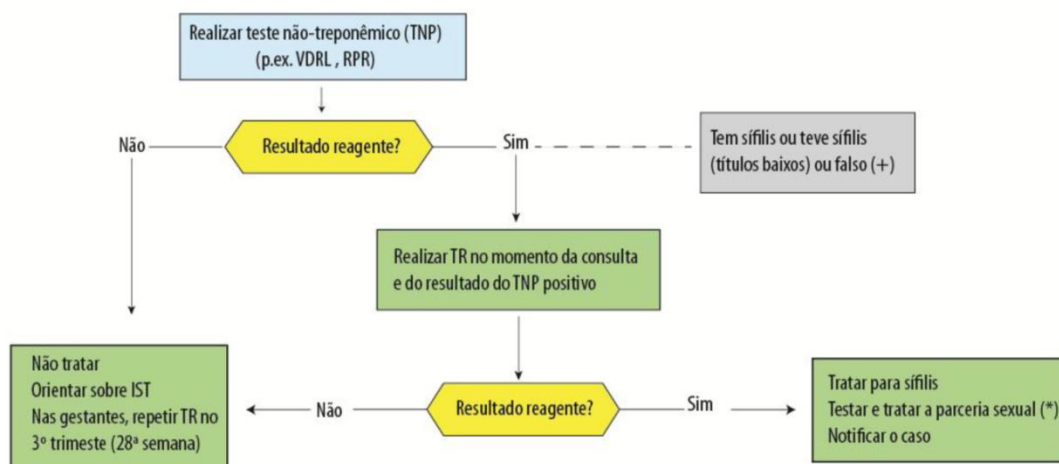 Realizar teste não-treponêmico (TNP)
(p.ex. VDRL , RPR)
Não
Resultado reagente?
Sim
Tem sífilis ou teve sífilis
(títulos baixos) ou falso (+)
Realizar TR no momento da consulta
e do resultado do TNP positivo
Não tratar
Orientar sobre IST
Nas gestantes, repetir TR no
3º trimeste (28ª semana)
Não
Resultado reagente?
Sim
Tratar para sífilis
Testar e tratar a parceria sexual (*)
Notificar o caso